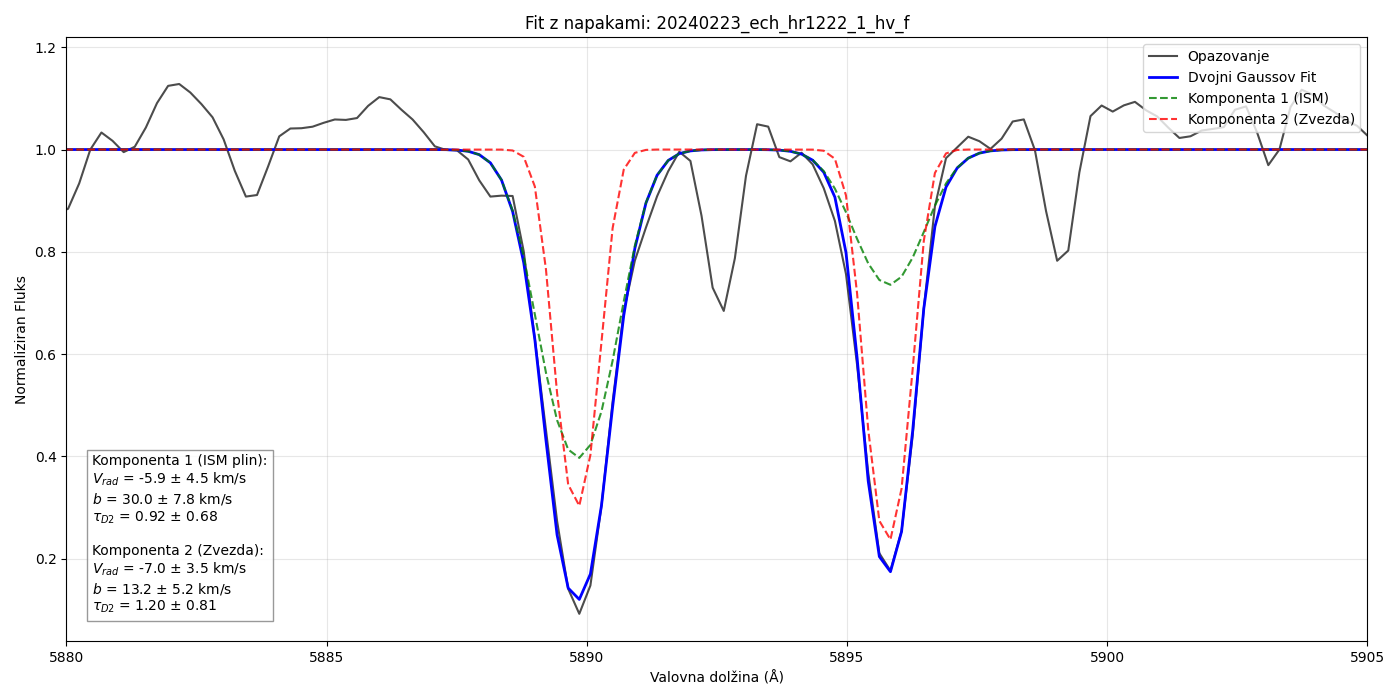 Fit z napakami: 20240223_ech_hr1222_1_hv_f
Normaliziran Fluks
1.2
1.0
0.8
0.6
0.4
0.2
Opazovanje
Dvojni Gaussov Fit
Komponenta 1 (ISM)
Komponenta 2 (Zvezda)
Komponenta 1 (ISM plin):
V_rad = -5.9 ± 4.5 km/s
b = 30.0 ± 7.8 km/s
τ_D2 = 0.92 ± 0.68
Komponenta 2 (Zvezda):
V_rad = -7.0 ± 3.5 km/s
b = 13.2 ± 5.2 km/s
τ_D2 = 1.20 ± 0.81
5880
5885
5890
5895
5900
5905
Valovna dolžina (Å)